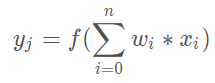 y_j = f(\sum_{i=0}^{n} w_i * x_i)